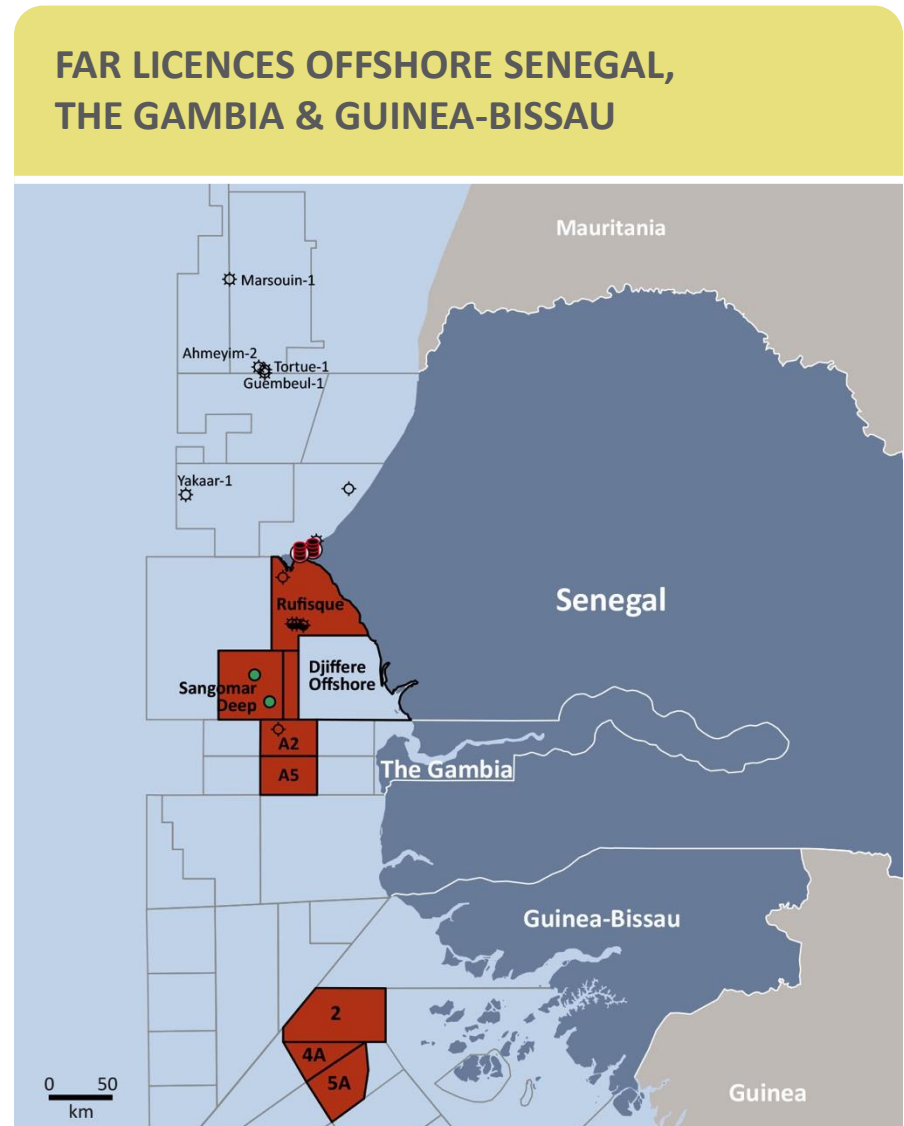 FAR LICENCES OFFSHORE SENEGAL,
THE GAMBIA & GUINEA-BISSAU
Mauritania
Marsouin-1
Ahmeyim-2
Tortue-1
Guembeul-1
Yakaar-1
Senegal
Rufisque
Djiffere
Offshore
Sangomar
Deep
A2
A5
The Gambia
Guinea-Bissau
2
4A
5A
0 50
km
Guinea